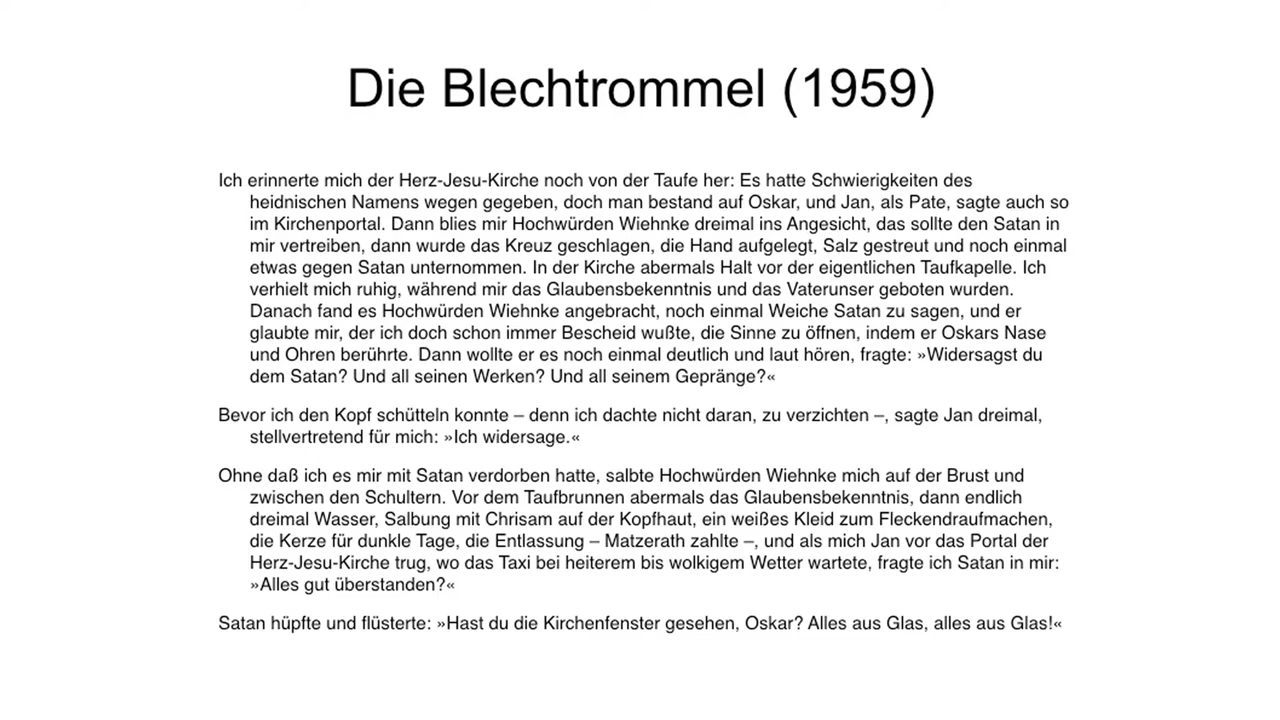 Die Blechtrommel (1959)
Ich erinnerte mich der Herz-Jesu-Kirche noch von der Taufe her: Es hatte Schwierigkeiten des
heidnischen Namens wegen gegeben, doch man bestand auf Oskar, und Jan, als Pate, sagte auch so
im Kirchenportal. Dann blies mir Hochwürden Wiehnke dreimal ins Angesicht, das sollte den Satan in
mir vertreiben, dann wurde das Kreuz geschlagen, die Hand aufgelegt, Salz gestreut und noch einmal
etwas gegen Satan unternommen. In der Kirche abermals Halt vor der eigentlichen Taufkapelle. Ich
verhielt mich ruhig, während mir das Glaubensbekenntnis und das Vaterunser geboten wurden.
Danach fand es Hochwürden Wiehnke angebracht, noch einmal Weiche Satan zu sagen, und er
glaubte mir, der ich doch schon immer Bescheid wußte, die Sinne zu öffnen, indem er Oskars Nase
und Ohren berührte. Dann wollte er es noch einmal deutlich und laut hören, fragte: »Widersagst du
dem Satan? Und all seinen Werken? Und all seinem Gepränge?«
Bevor ich den Kopf schütteln konnte – denn ich dachte nicht daran, zu verzichten –, sagte Jan dreimal,
stellvertretend für mich: »Ich widersage.«
Ohne daß ich es mir mit Satan verdorben hatte, salbte Hochwürden Wiehnke mich auf der Brust und
zwischen den Schultern. Vor dem Taufbrunnen abermals das Glaubensbekenntnis, dann endlich
dreimal Wasser, Salbung mit Chrisam auf der Kopfhaut, ein weißes Kleid zum Fleckendraufmachen,
die Kerze für dunkle Tage, die Entlassung – Matzerath zahlte –, und als mich Jan vor das Portal der
Herz-Jesu-Kirche trug, wo das Taxi bei heiterem bis wolkigem Wetter wartete, fragte ich Satan in mir:
»Alles gut überstanden?«
Satan hüpfte und flüsterte: »Hast du die Kirchenfenster gesehen, Oskar? Alles aus Glas, alles aus Glas!«